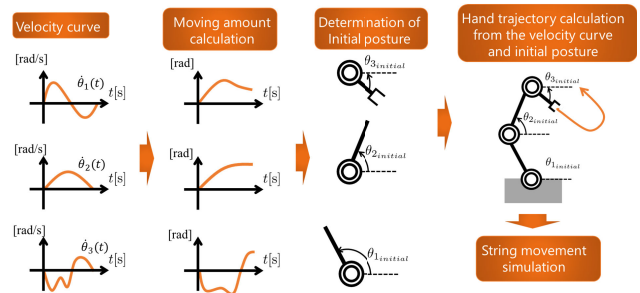 Velocity curve
Moving amount
calculation
Determination of
Initial posture
Hand trajectory calculation
from the velocity curve
and initial posture
[rad/s]
θ̇₁(t)
t[s]
[rad]
t[s]
θ₃initial
θ₃initial
θ₂initial
θ₁initial
[rad/s]
θ̇₂(t)
t[s]
[rad]
t[s]
θ₂initial
[rad/s]
θ̇₃(t)
t[s]
[rad]
t[s]
θ₁initial
String movement
simulation